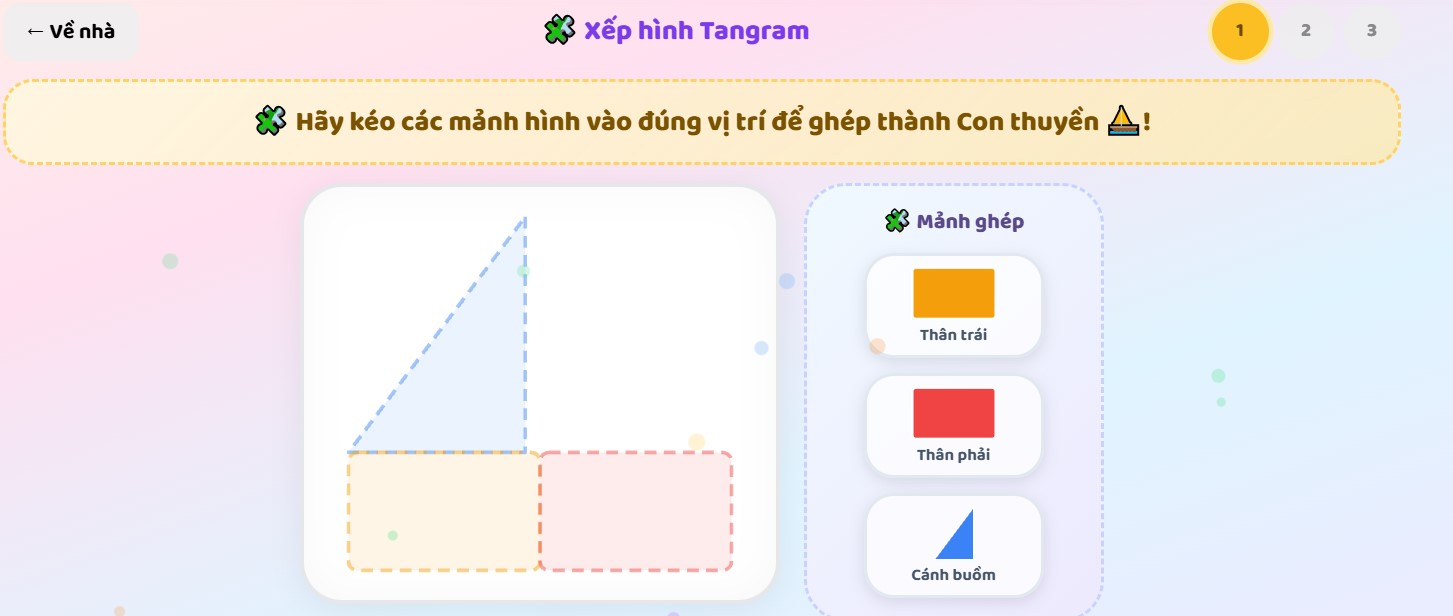 ← Về nhà
Xếp hình Tangram
1
2
3
Hãy kéo các mảnh hình vào đúng vị trí để ghép thành Con thuyền !
Mảnh ghép
Thân trái
Thân phải
Cánh buồm